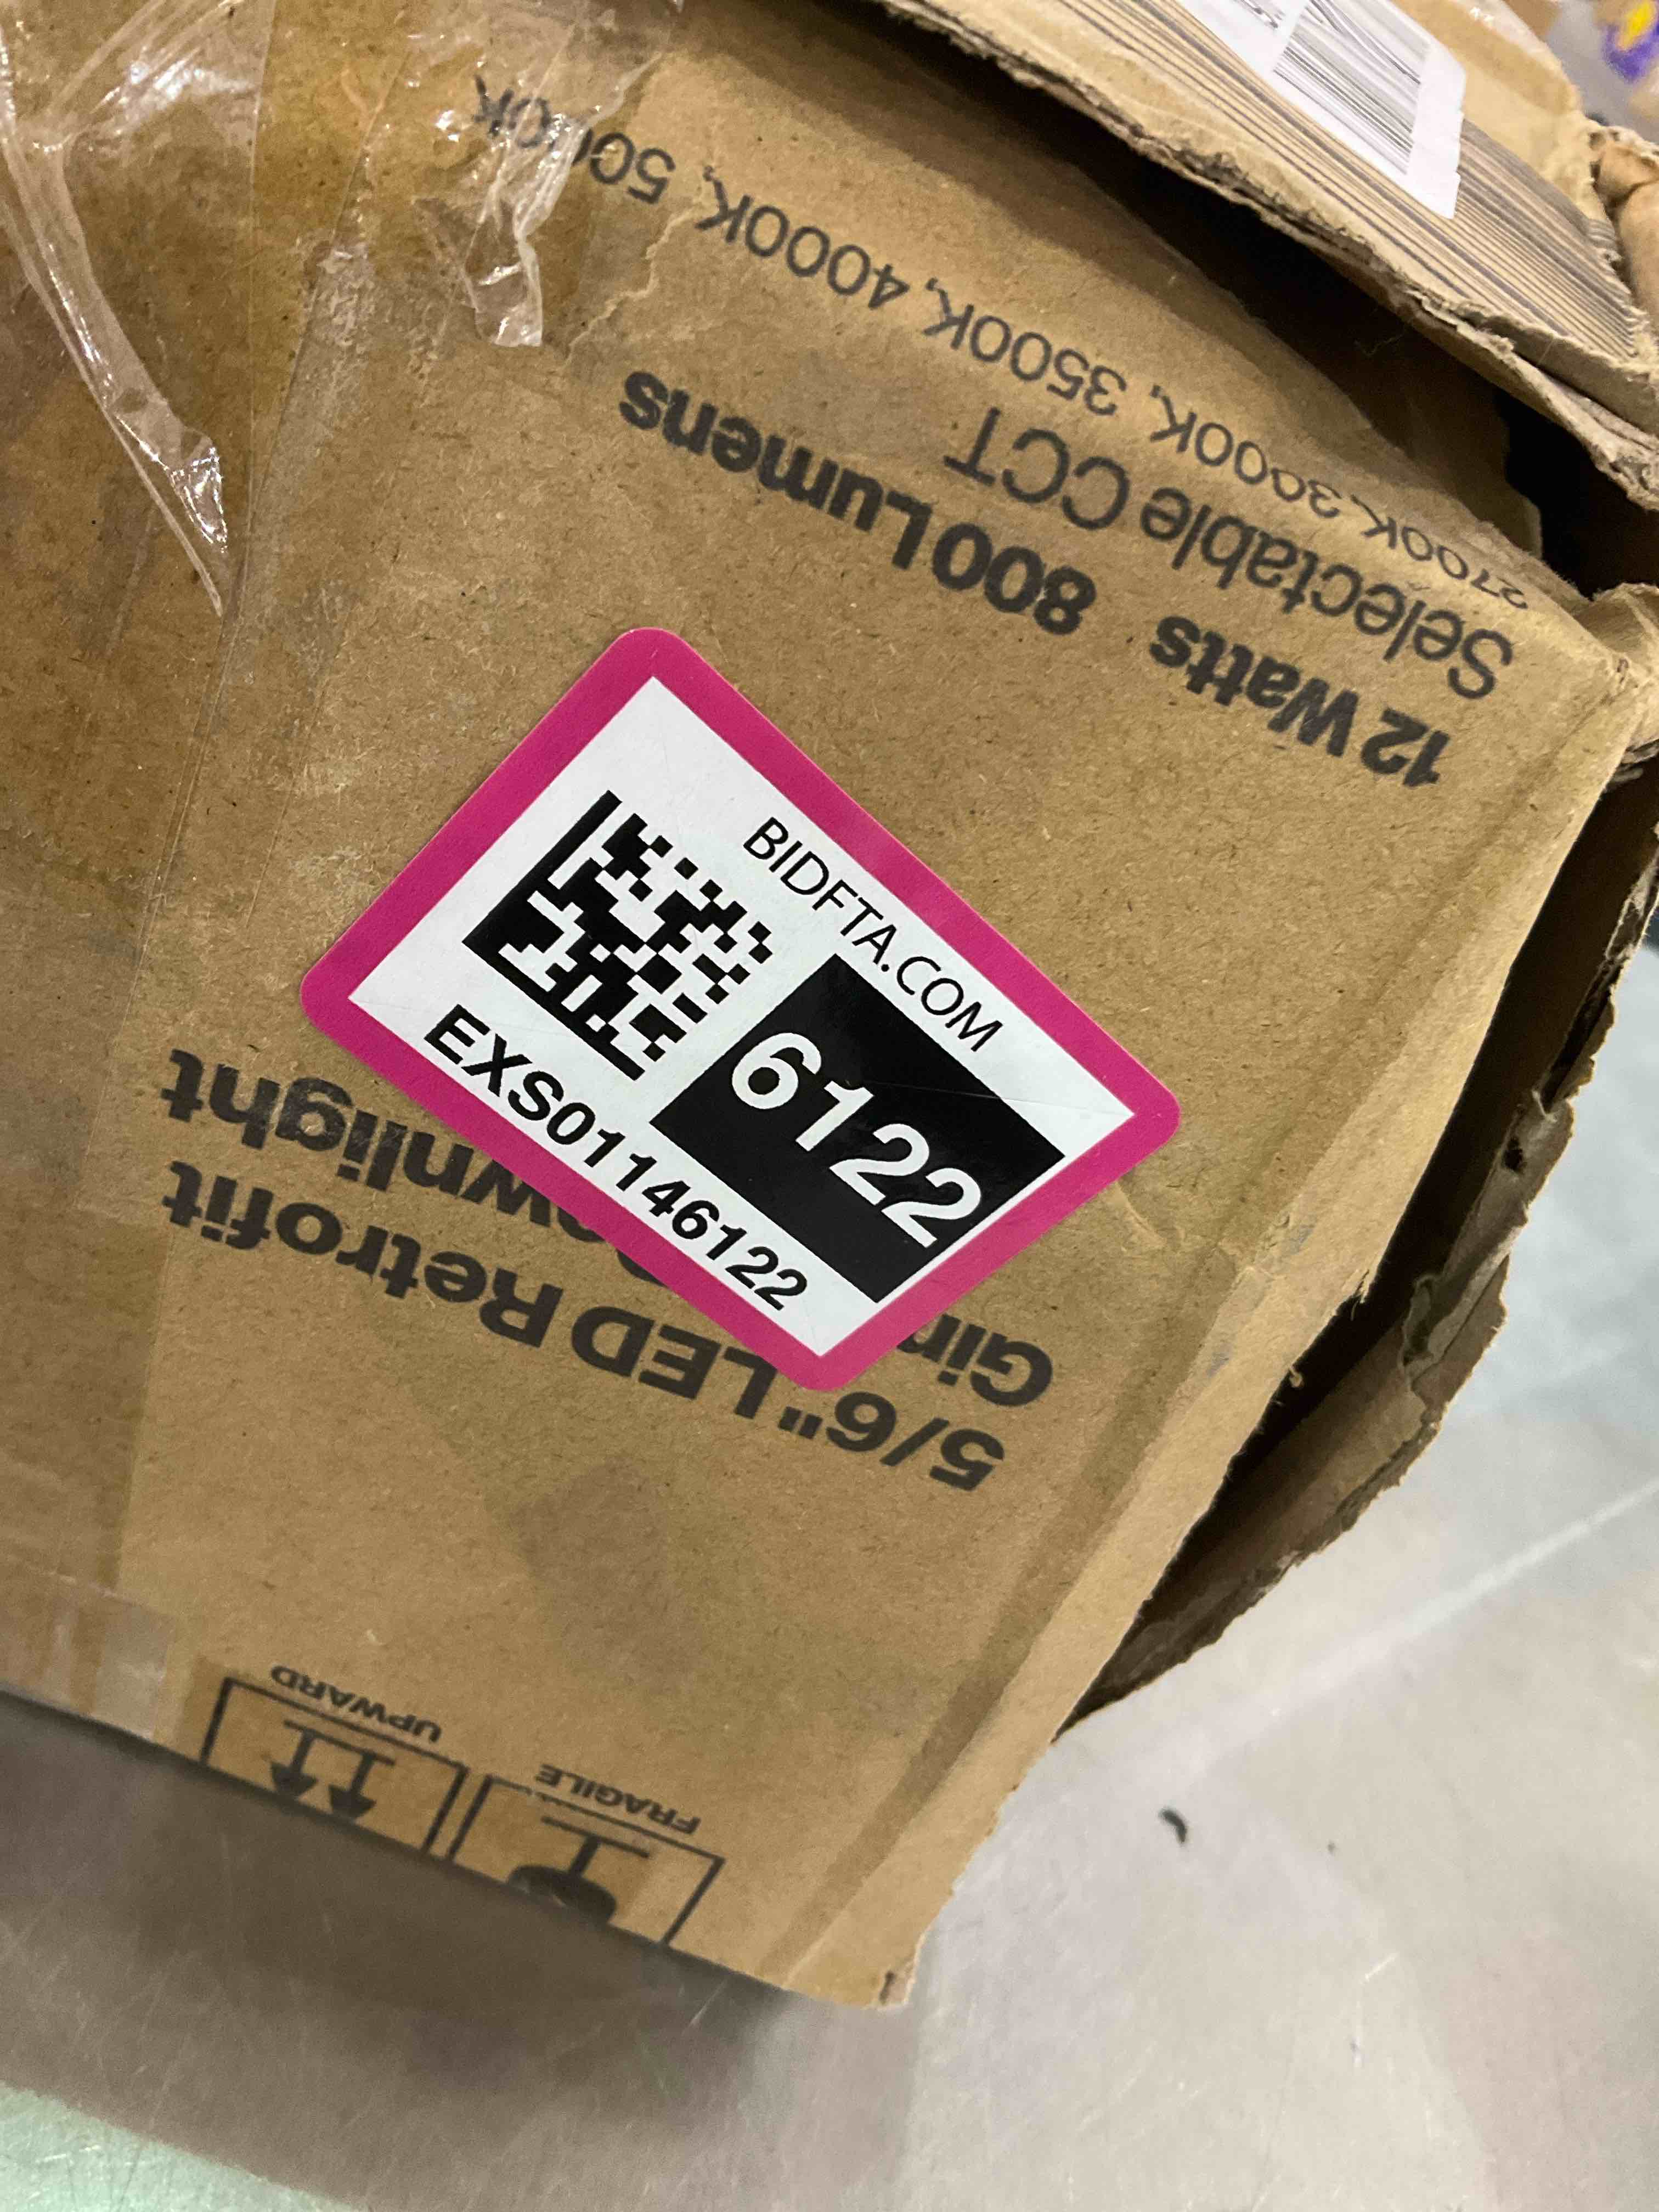 BIDFTA.COM
6122
EXS01146122
5/6" LED Retrofit
12 Watts 800 Lumens
Selectable CCT
2700K, 3000K, 3500K, 4000K, 5000K
FRAGILE
UPWARD